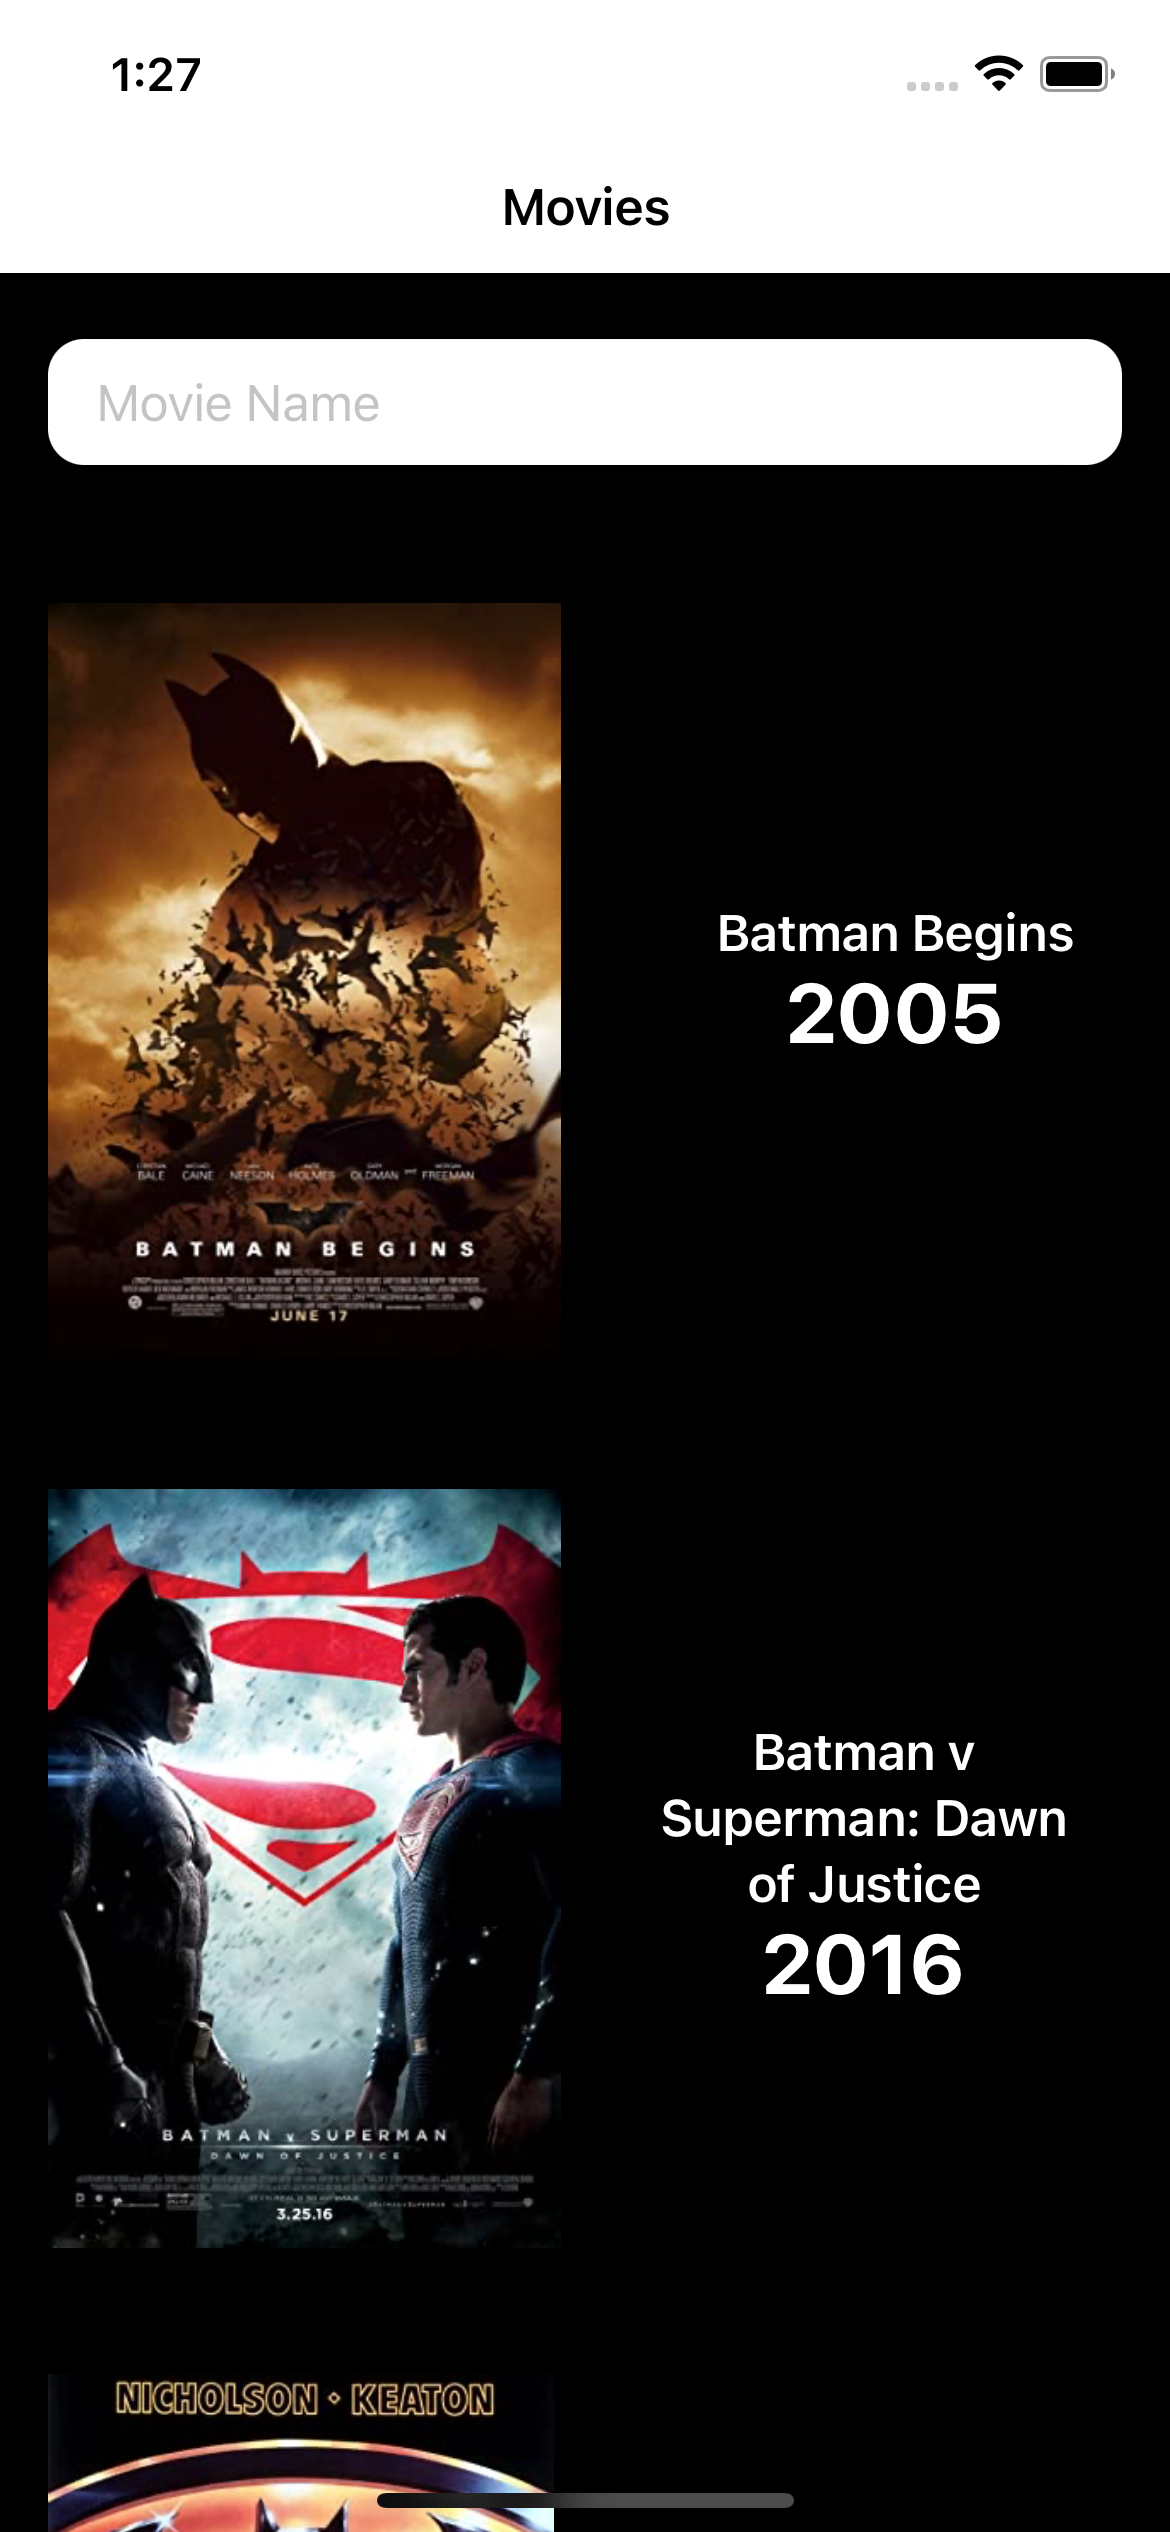 1:27
Movies
Movie Name
BALE CAINE NEESON HOLMES OLDMAN and FREEMAN
BATMAN BEGINS
JUNE 17
Batman Begins
2005
BATMAN v SUPERMAN
DAWN OF JUSTICE
3.25.16
Batman v
Superman: Dawn
of Justice
2016
NICHOLSON • KEATON